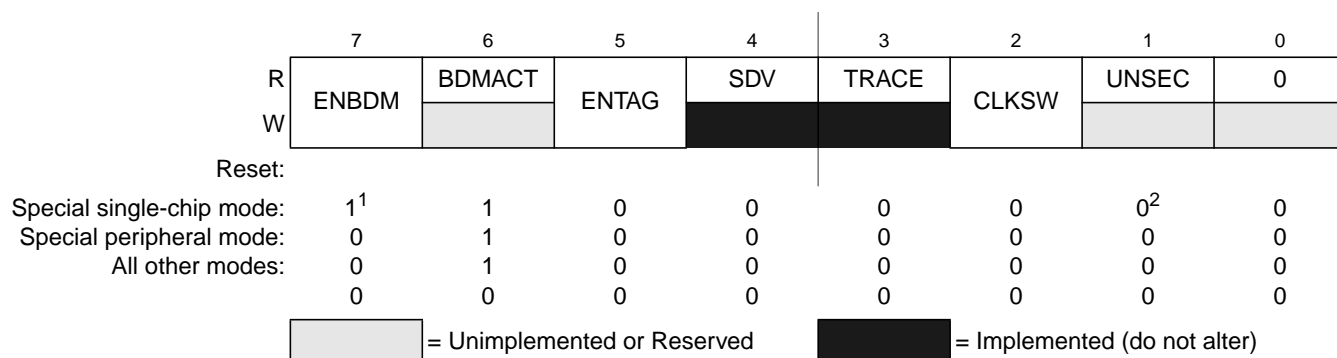 7 6 5 4 3 2 1 0
R ENBDM BDMACT ENTAG SDV TRACE CLKSW UNSEC 0
W
Reset:
Special single-chip mode: 1¹ 1 0 0 0 0 0² 0
Special peripheral mode: 0 1 0 0 0 0 0 0
All other modes: 0 1 0 0 0 0 0 0
0 0 0 0 0 0 0 0
= Unimplemented or Reserved = Implemented (do not alter)